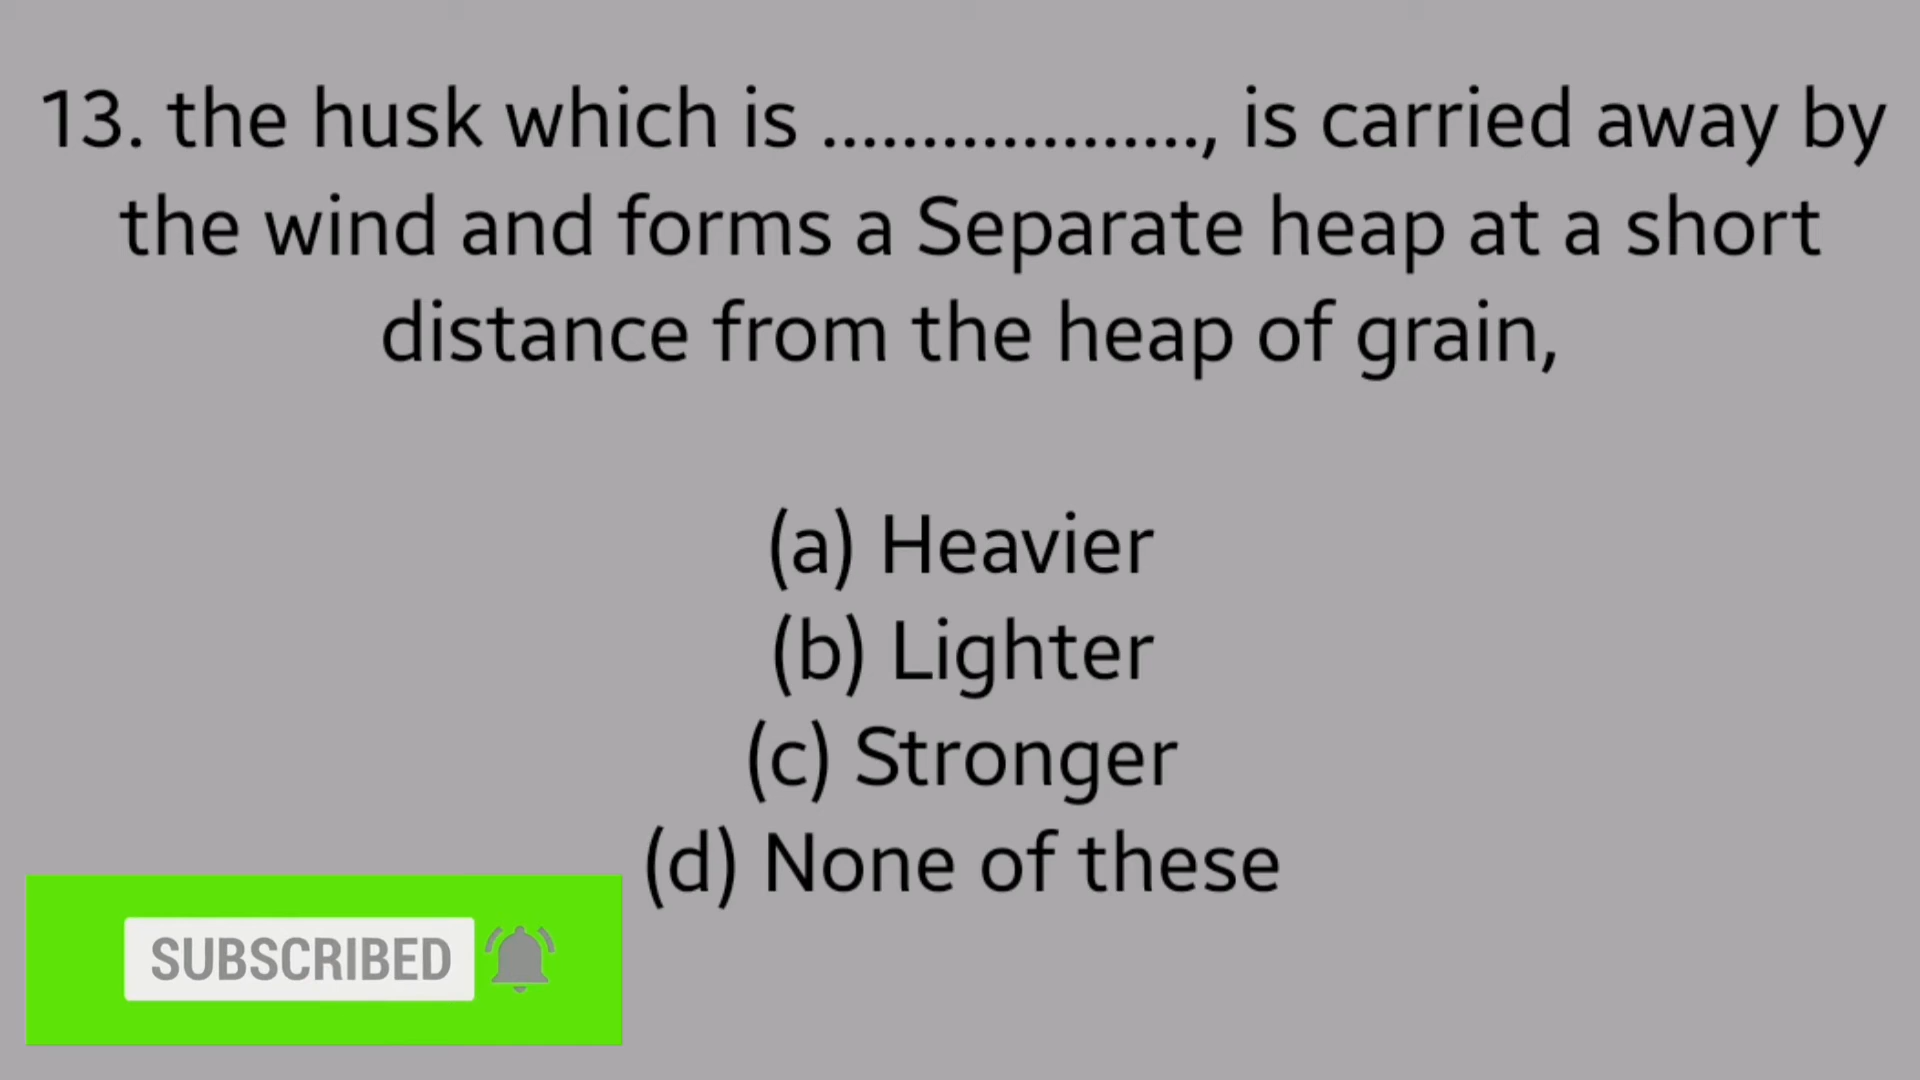 13. the husk which is ..................., is carried away by
the wind and forms a Separate heap at a short
distance from the heap of grain,
(a) Heavier
(b) Lighter
(c) Stronger
(d) None of these
SUBSCRIBED